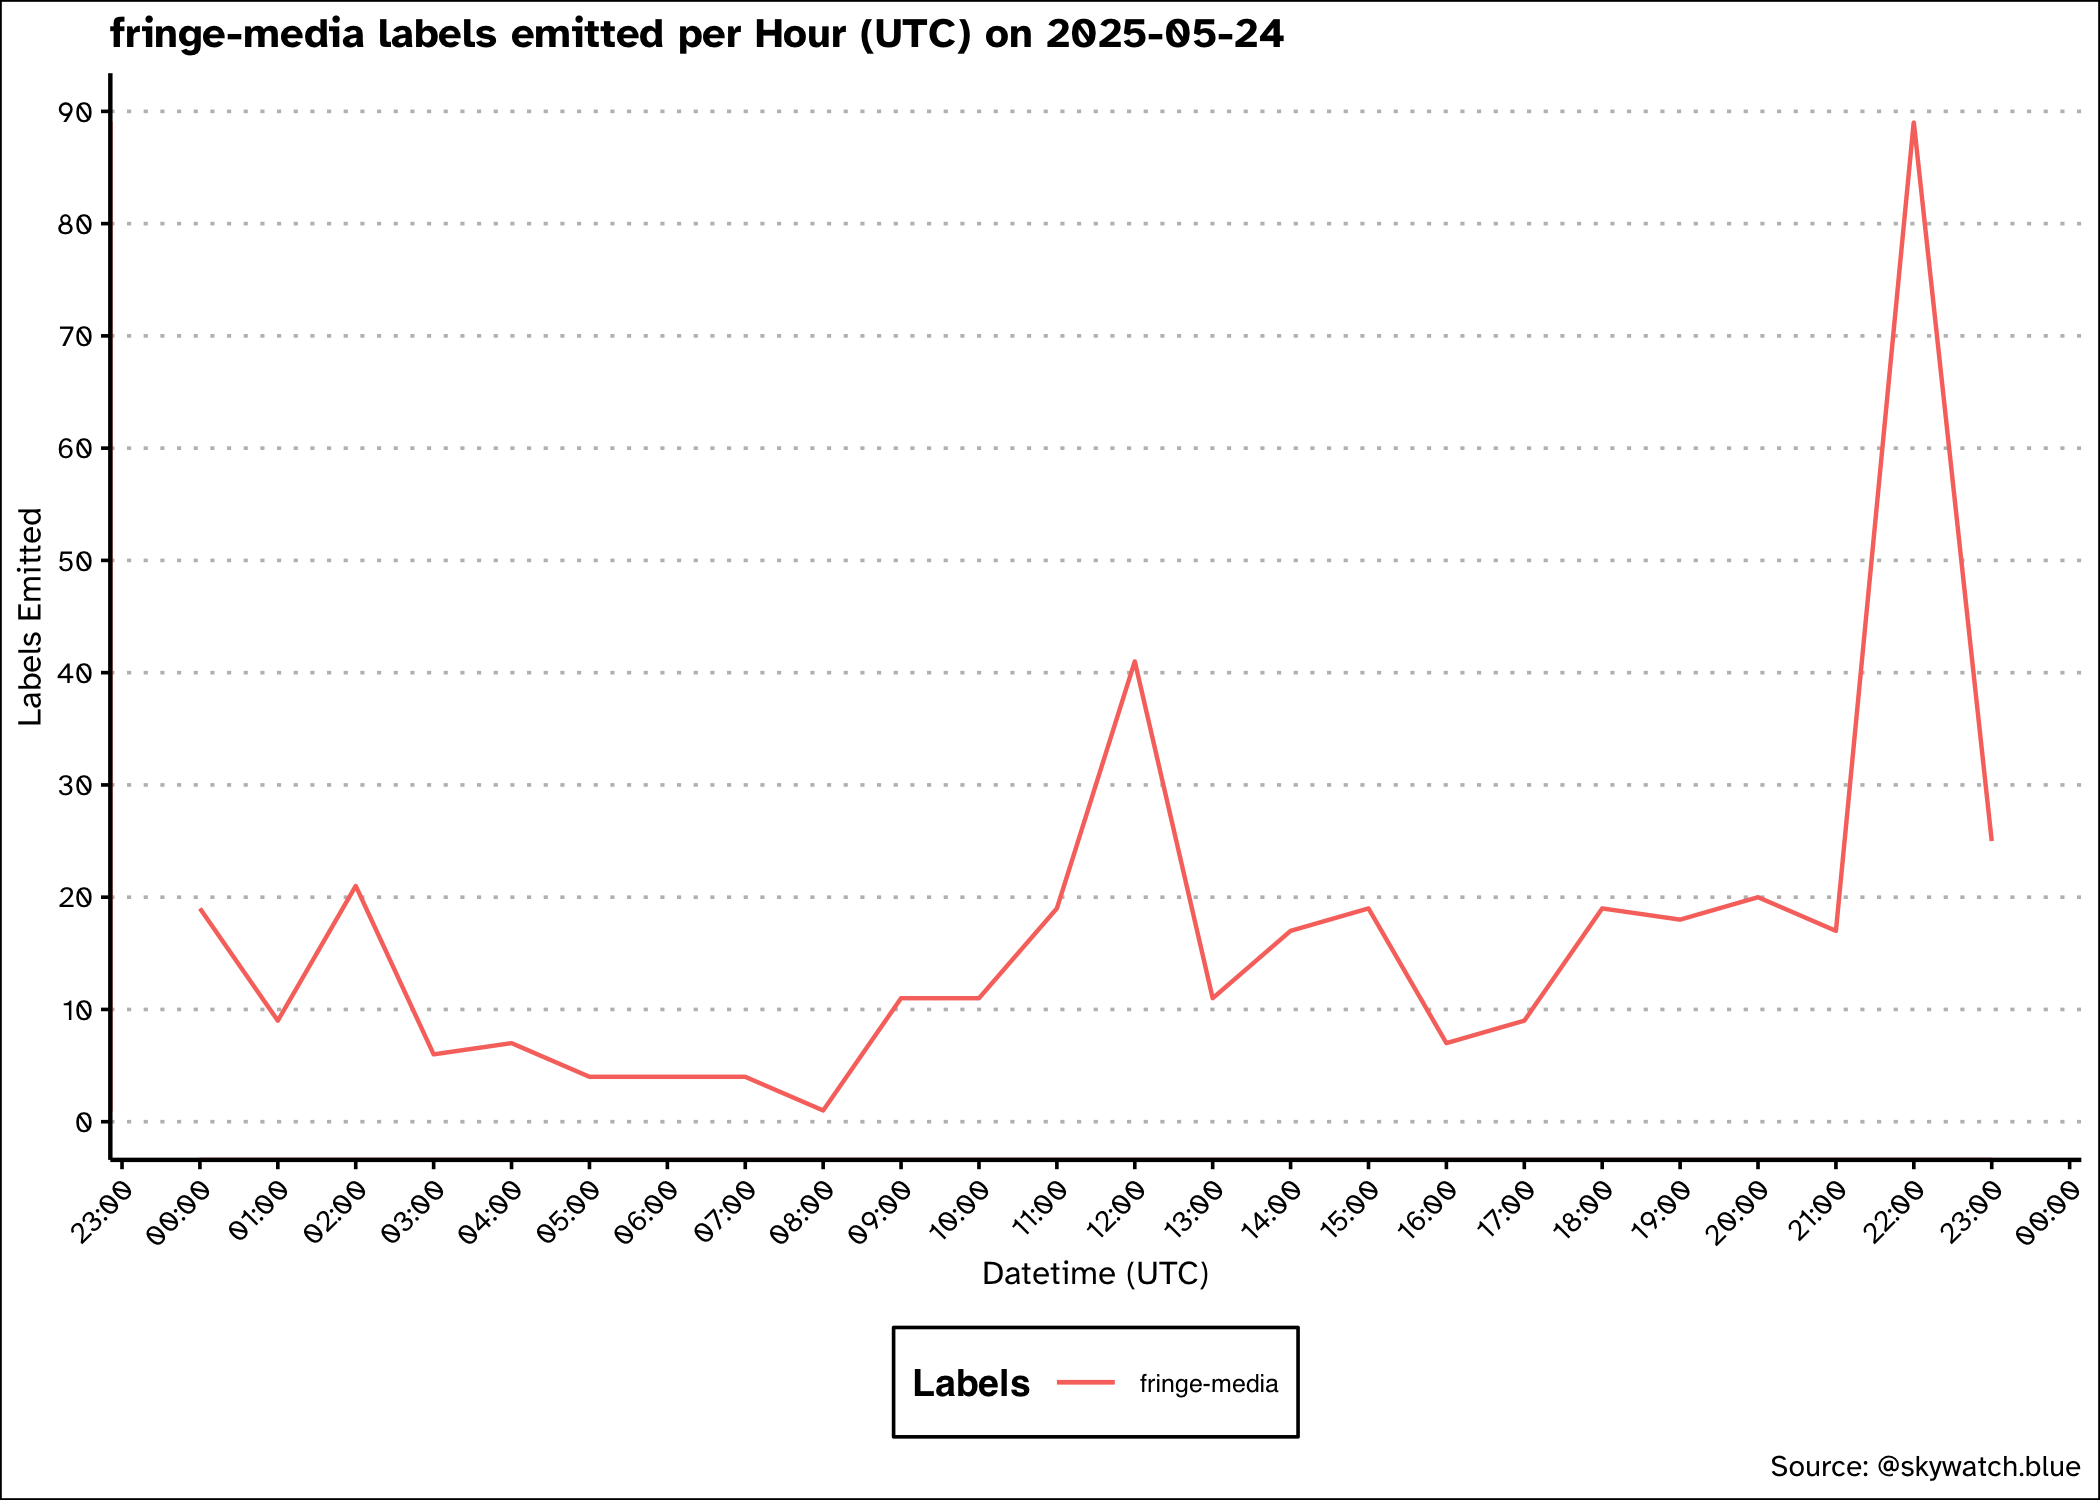 fringe-media labels emitted per Hour (UTC) on 2025-05-24
Labels Emitted
90
80
70
60
50
40
30
20
10
0
23:00 00:00 01:00 02:00 03:00 04:00 05:00 06:00 07:00 08:00 09:00 10:00 11:00 12:00 13:00 14:00 15:00 16:00 17:00 18:00 19:00 20:00 21:00 22:00 23:00 00:00
Datetime (UTC)
Labels fringe-media
Source: @skywatch.blue